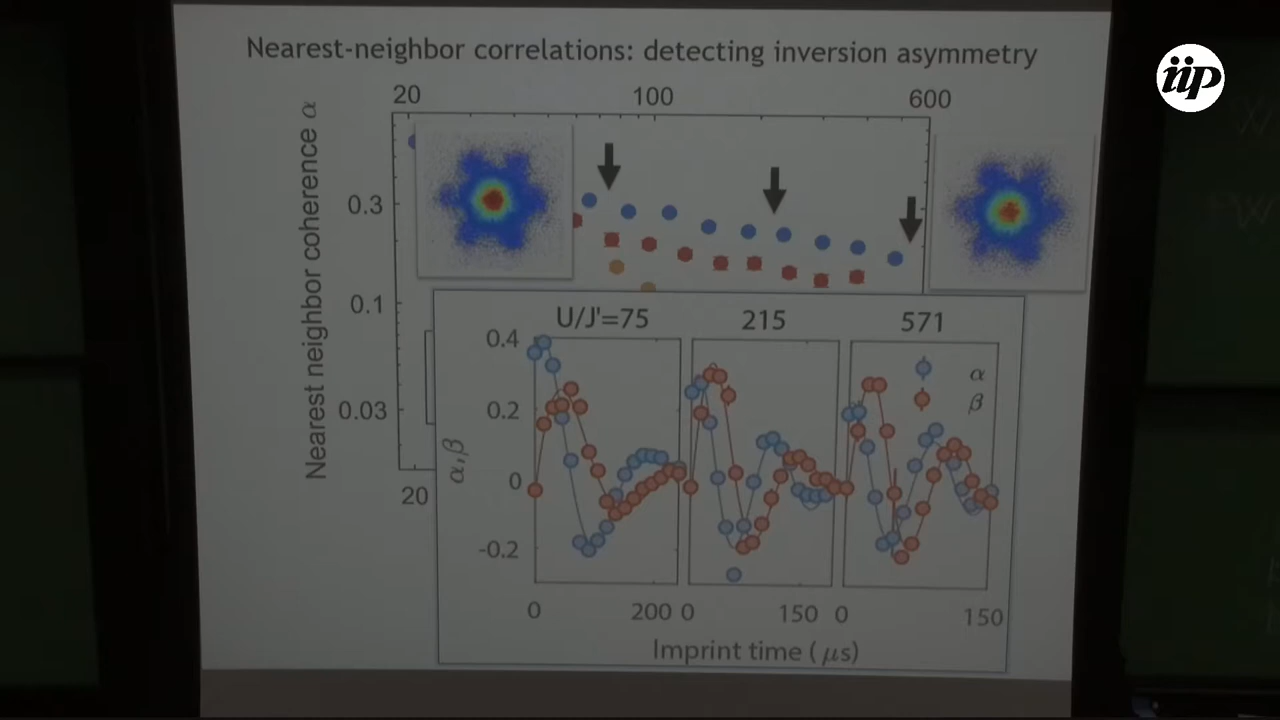 Nearest-neighbor correlations: detecting inversion asymmetry
iip
20 100 600
Nearest neighbor coherence α
0.3
0.1
0.03
20
U/J'=75 215 571
α,β
0.4
0.2
0
-0.2
α
β
0 200 0 150 0 150
Imprint time ( μs)